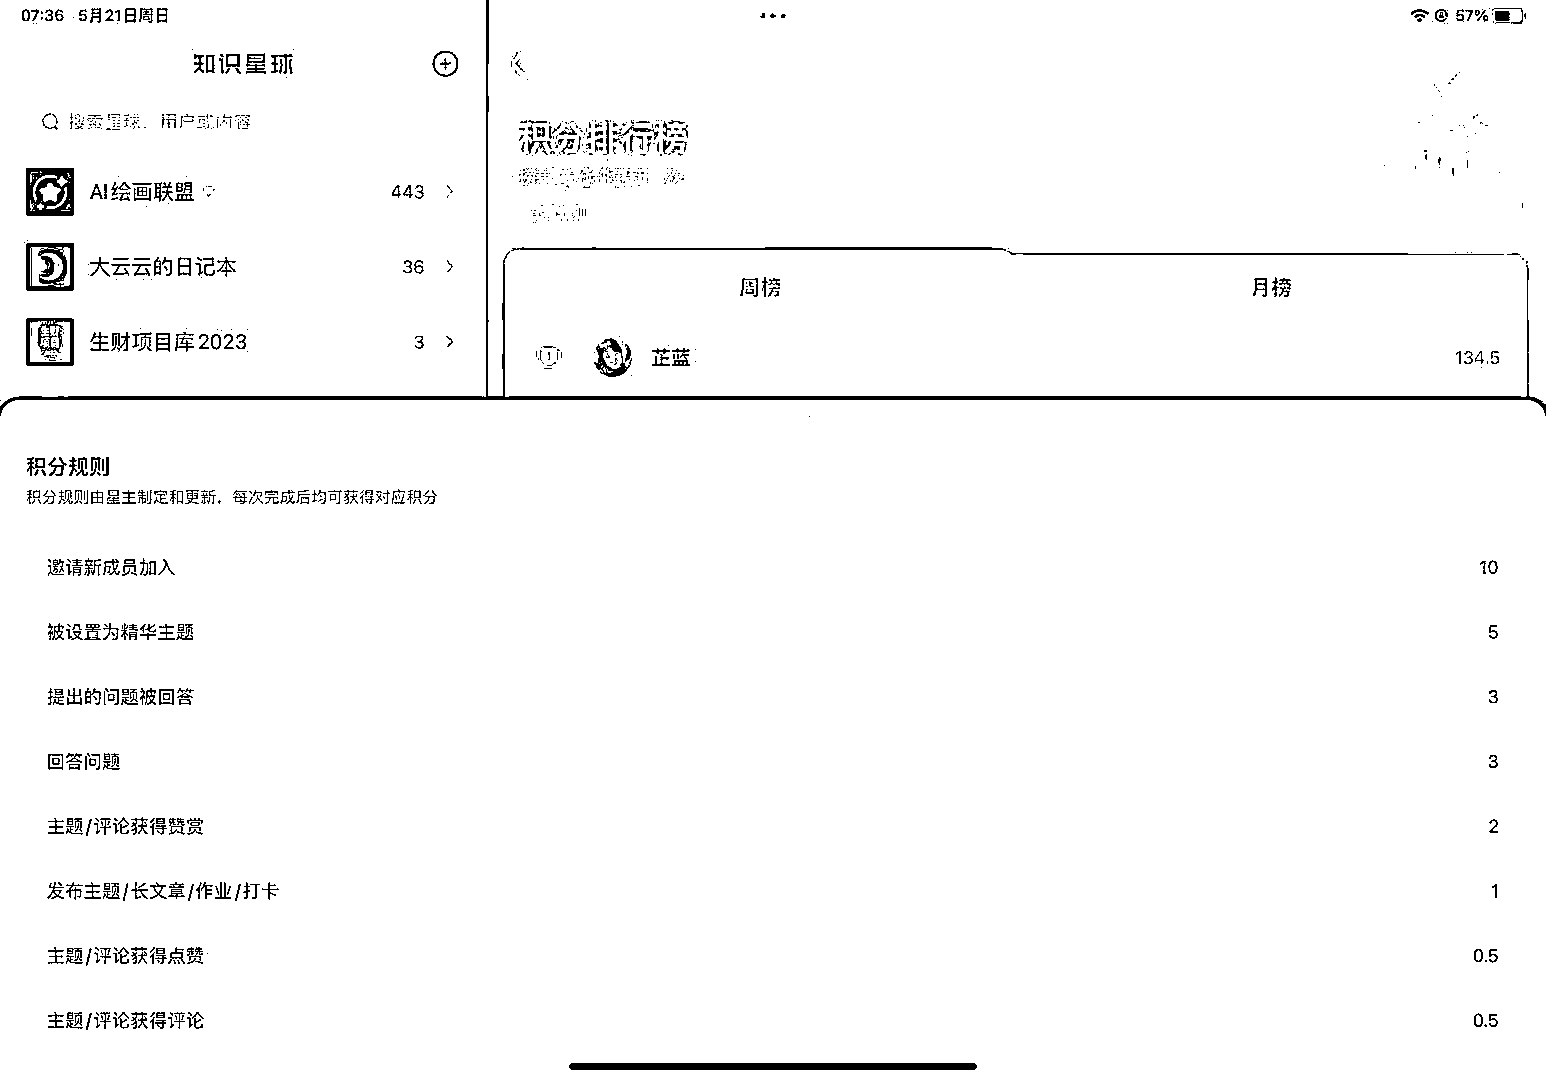 07:36 5月21日周日
57%
知识星球
搜索星球、用户或内容
AI绘画联盟 443
大云云的日记本 36
生财项目库2023 3
积分排行榜
周榜 月榜
1 芷蓝 134.5
积分规则
积分规则由星主制定和更新，每次完成后均可获得对应积分
邀请新成员加入 10
被设置为精华主题 5
提出的问题被回答 3
回答问题 3
主题/评论获得赞赏 2
发布主题/长文章/作业/打卡 1
主题/评论获得点赞 0.5
主题/评论获得评论 0.5